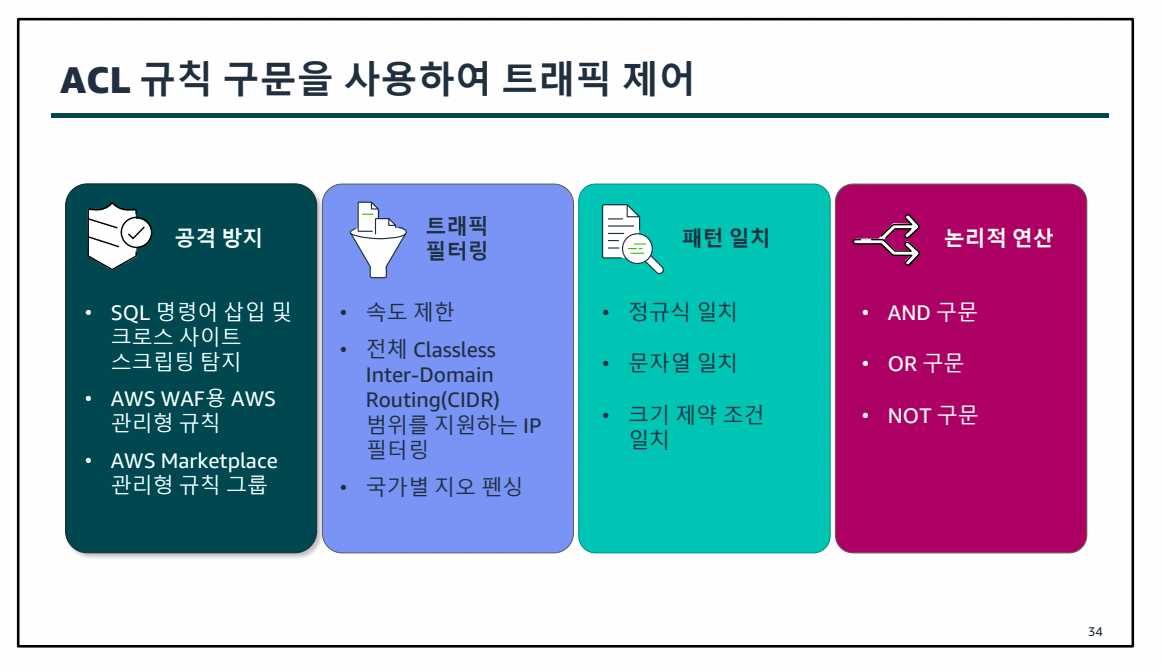 ACL 규칙 구문을 사용하여 트래픽 제어
공격 방지
• SQL 명령어 삽입 및
크로스 사이트
스크립팅 탐지
• AWS WAF용 AWS
관리형 규칙
• AWS Marketplace
관리형 규칙 그룹
트래픽
필터링
• 속도 제한
• 전체 Classless
Inter-Domain
Routing(CIDR)
범위를 지원하는 IP
필터링
• 국가별 지오 펜싱
패턴 일치
• 정규식 일치
• 문자열 일치
• 크기 제약 조건
일치
논리적 연산
• AND 구문
• OR 구문
• NOT 구문
34